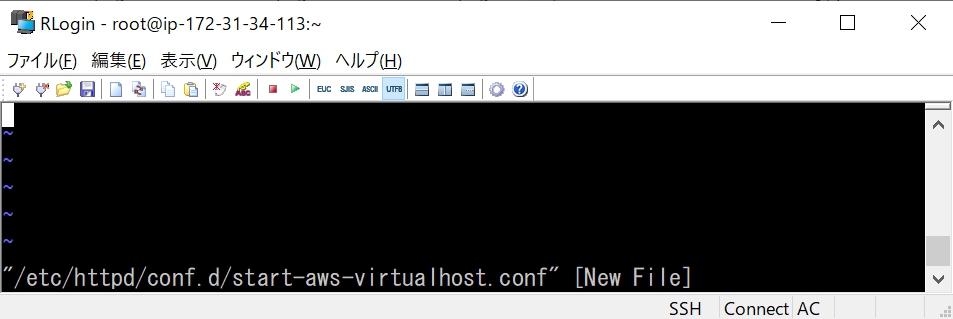 RLogin - root@ip-172-31-34-113:~
ファイル(F) 編集(E) 表示(V) ウィンドウ(W) ヘルプ(H)
ABC EUC SJIS ASCII UTF8
~
~
~
~
~
"/etc/httpd/conf.d/start-aws-virtualhost.conf" [New File]
SSH Connect AC